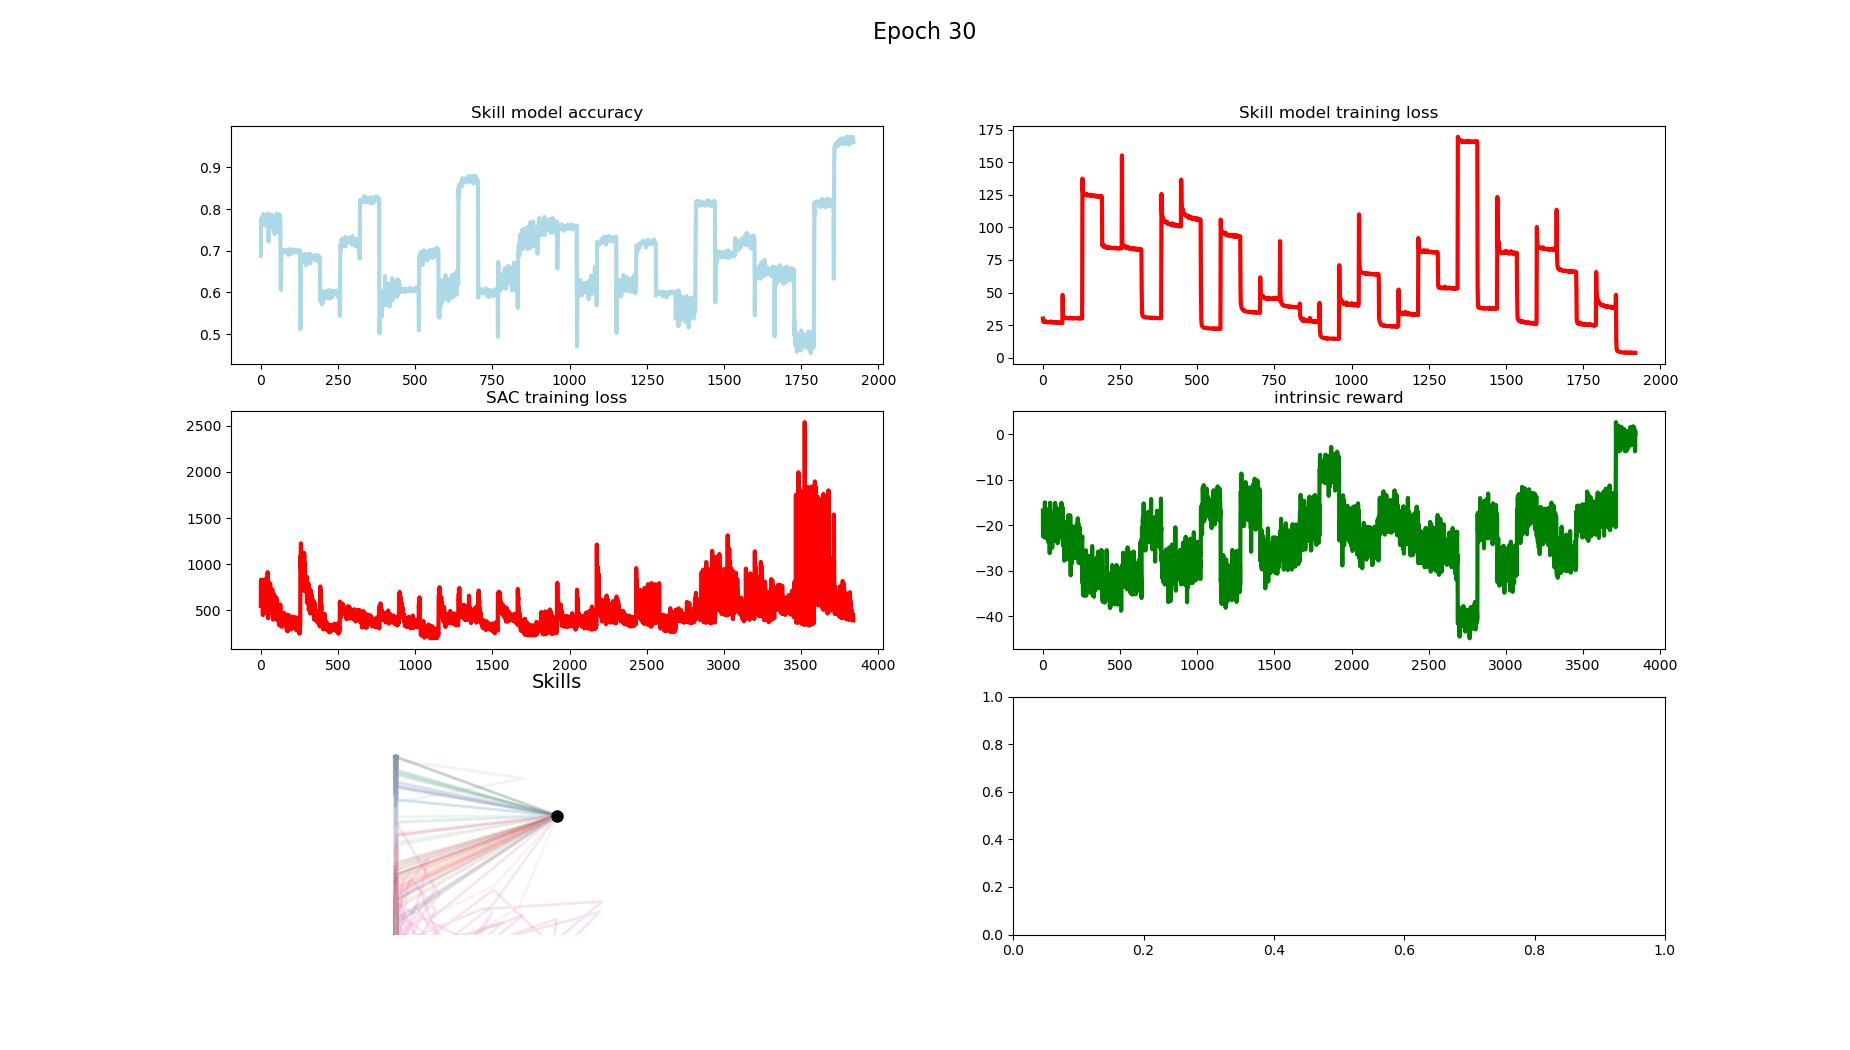 Epoch 30
Skill model accuracy
0.9
0.8
0.7
0.6
0.5
0 250 500 750 1000 1250 1500 1750 2000
Skill model training loss
175
150
125
100
75
50
25
0
0 250 500 750 1000 1250 1500 1750 2000
SAC training loss
2500
2000
1500
1000
500
0 500 1000 1500 2000 2500 3000 3500 4000
intrinsic reward
0
−10
−20
−30
−40
0 500 1000 1500 2000 2500 3000 3500 4000
Skills
1.0
0.8
0.6
0.4
0.2
0.0
0.0 0.2 0.4 0.6 0.8 1.0